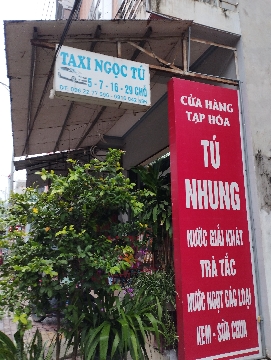 TAXI NGỌC TÚ
5 - 7 - 16 - 29 CHỖ
CỬA HÀNG
TẠP HÓA
TÚ
NHUNG
NƯỚC GIẢI KHÁT
TRÀ TẮC
NƯỚC NGỌT CÁC LOẠI
KEM - SỮA CHUA